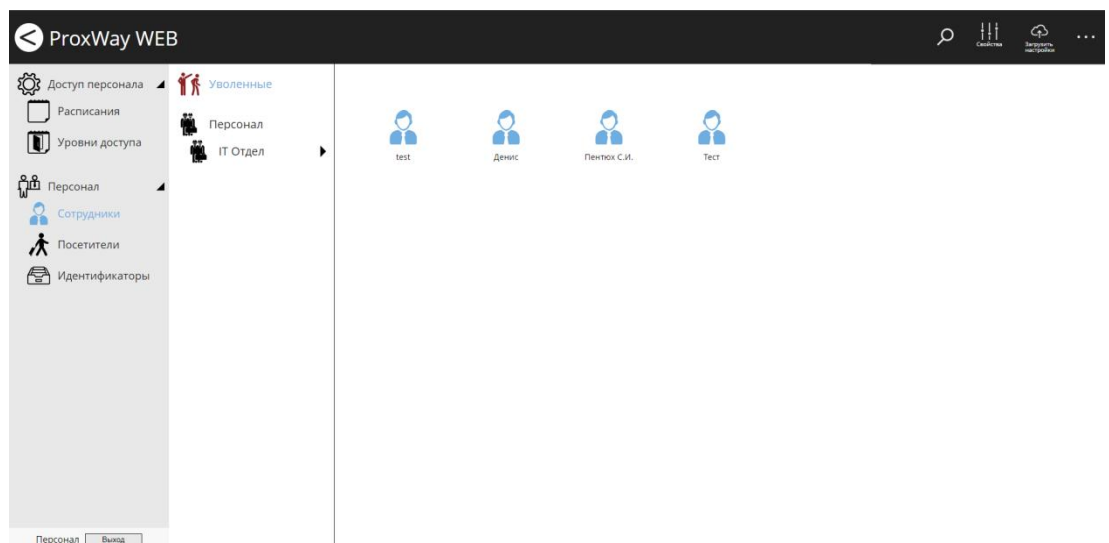 ProxWay WEB
Свойства
Загрузить
настройки
Доступ персонала
Расписания
Уровни доступа
Персонал
Сотрудники
Посетители
Идентификаторы
Персонал Выход
Уволенные
Персонал
IT Отдел
test Денис Пентюх С.И. Тест